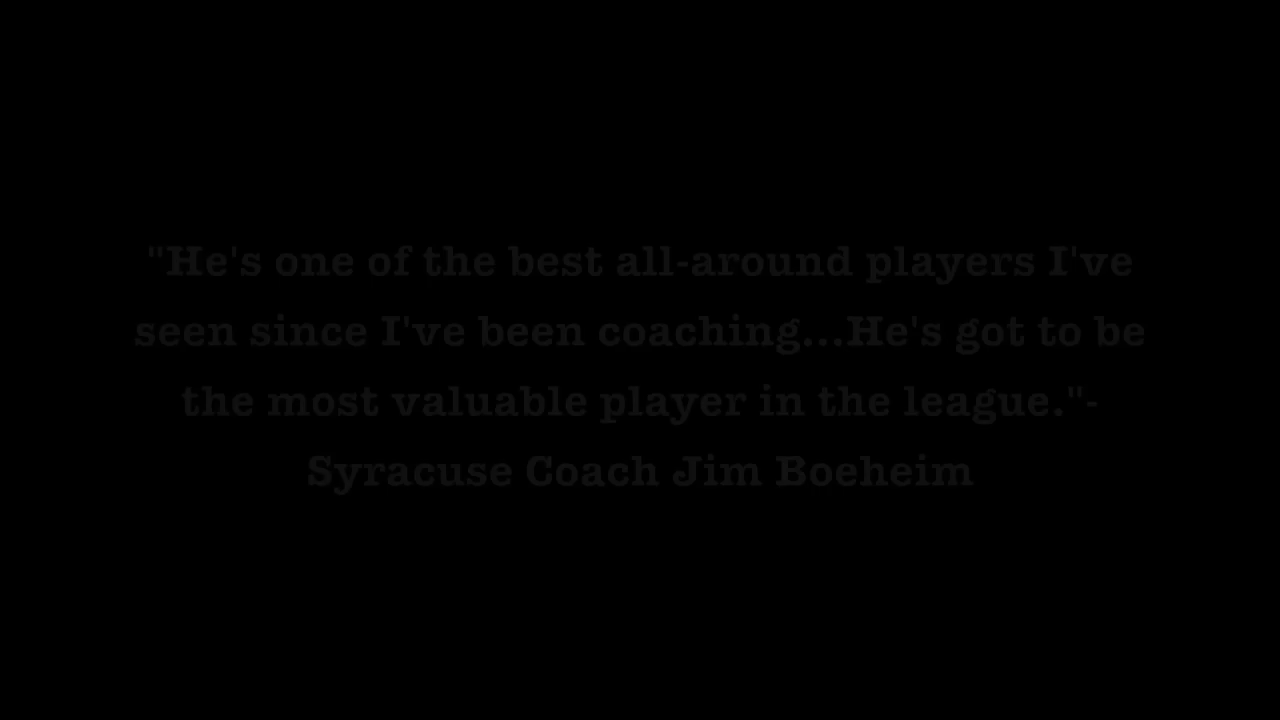 "He's one of the best all-around players I've
seen since I've been coaching...He's got to be
the most valuable player in the league."-
Syracuse Coach Jim Boeheim